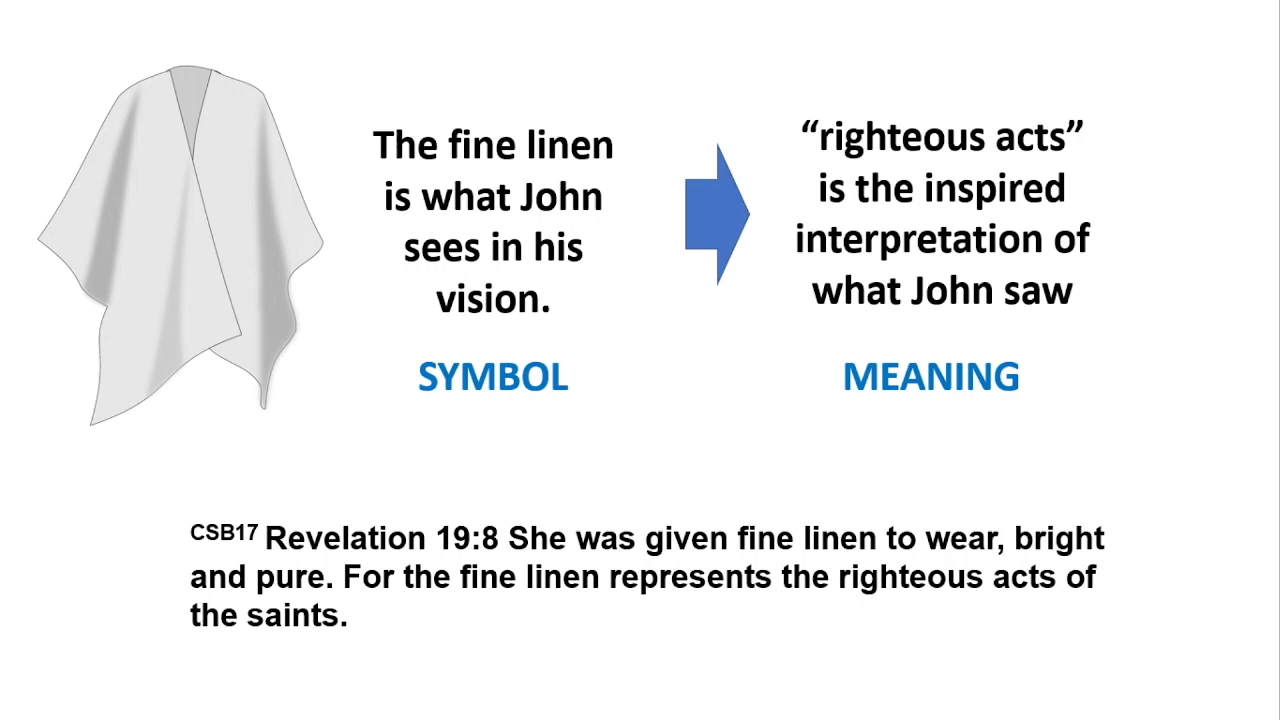 The fine linen
is what John
sees in his
vision.
SYMBOL
“righteous acts”
is the inspired
interpretation of
what John saw
MEANING
CSB17 Revelation 19:8 She was given fine linen to wear, bright
and pure. For the fine linen represents the righteous acts of
the saints.